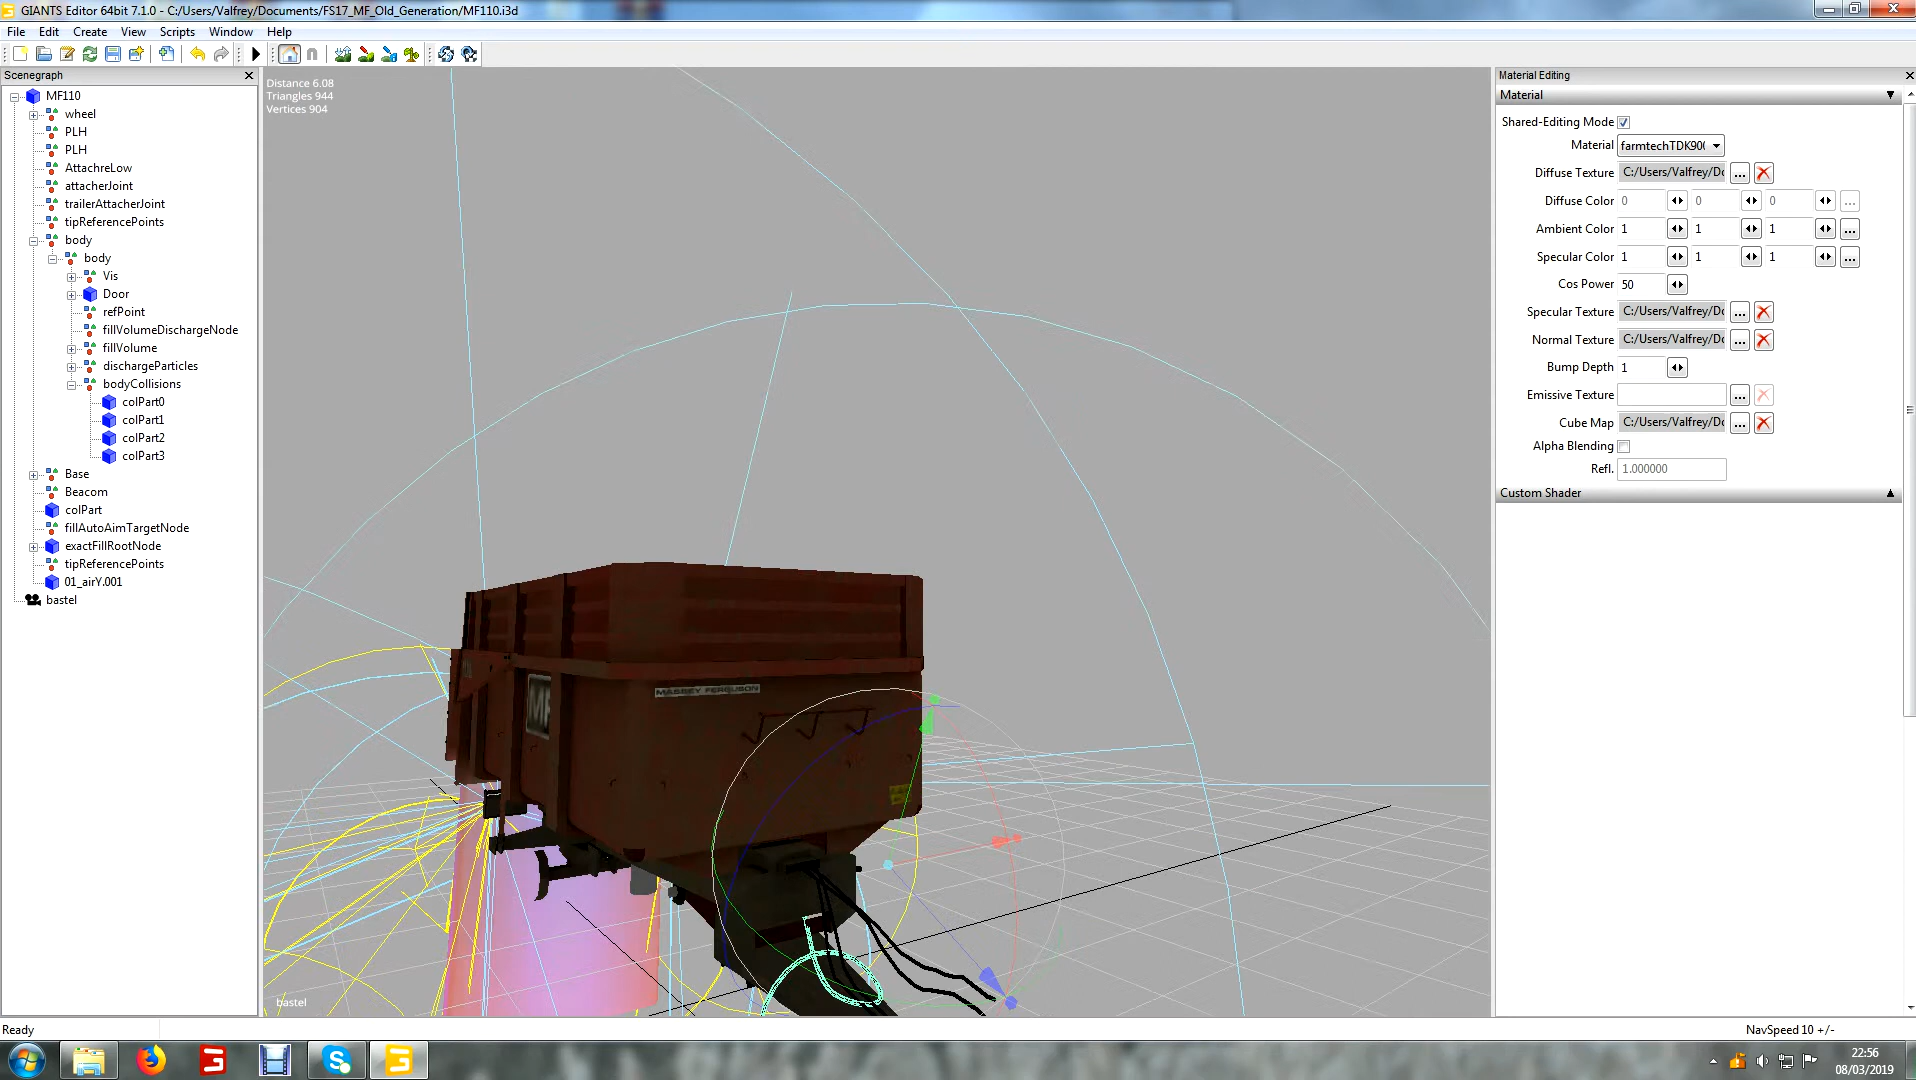 GIANTS Editor 64bit 7.1.0 - C:/Users/Valfrey/Documents/FS17_MF_Old_Generation/MF110.i3d
File Edit Create View Scripts Window Help
Scenegraph
MF110
wheel
PLH
PLH
AttachreLow
attacherJoint
trailerAttacherJoint
tipReferencePoints
body
body
Vis
Door
refPoint
fillVolumeDischargeNode
fillVolume
dischargeParticles
bodyCollisions
colPart0
colPart1
colPart2
colPart3
Base
Beacom
colPart
fillAutoAimTargetNode
exactFillRootNode
tipReferencePoints
01_airY.001
bastel
Distance 6.08
Triangles 944
Vertices 904
MASSEY FERGUSON
MF
bastel
Material Editing
Material
Shared-Editing Mode
Material farmtechTDK90
Diffuse Texture C:/Users/Valfrey/Dc ...
Diffuse Color 0 0 0 ...
Ambient Color 1 1 1 ...
Specular Color 1 1 1 ...
Cos Power 50
Specular Texture C:/Users/Valfrey/Dc ...
Normal Texture C:/Users/Valfrey/Dc ...
Bump Depth 1
Emissive Texture ...
Cube Map C:/Users/Valfrey/Dc ...
Alpha Blending
Refl. 1.000000
Custom Shader
Ready
NavSpeed 10 +/-
22:56
08/03/2019